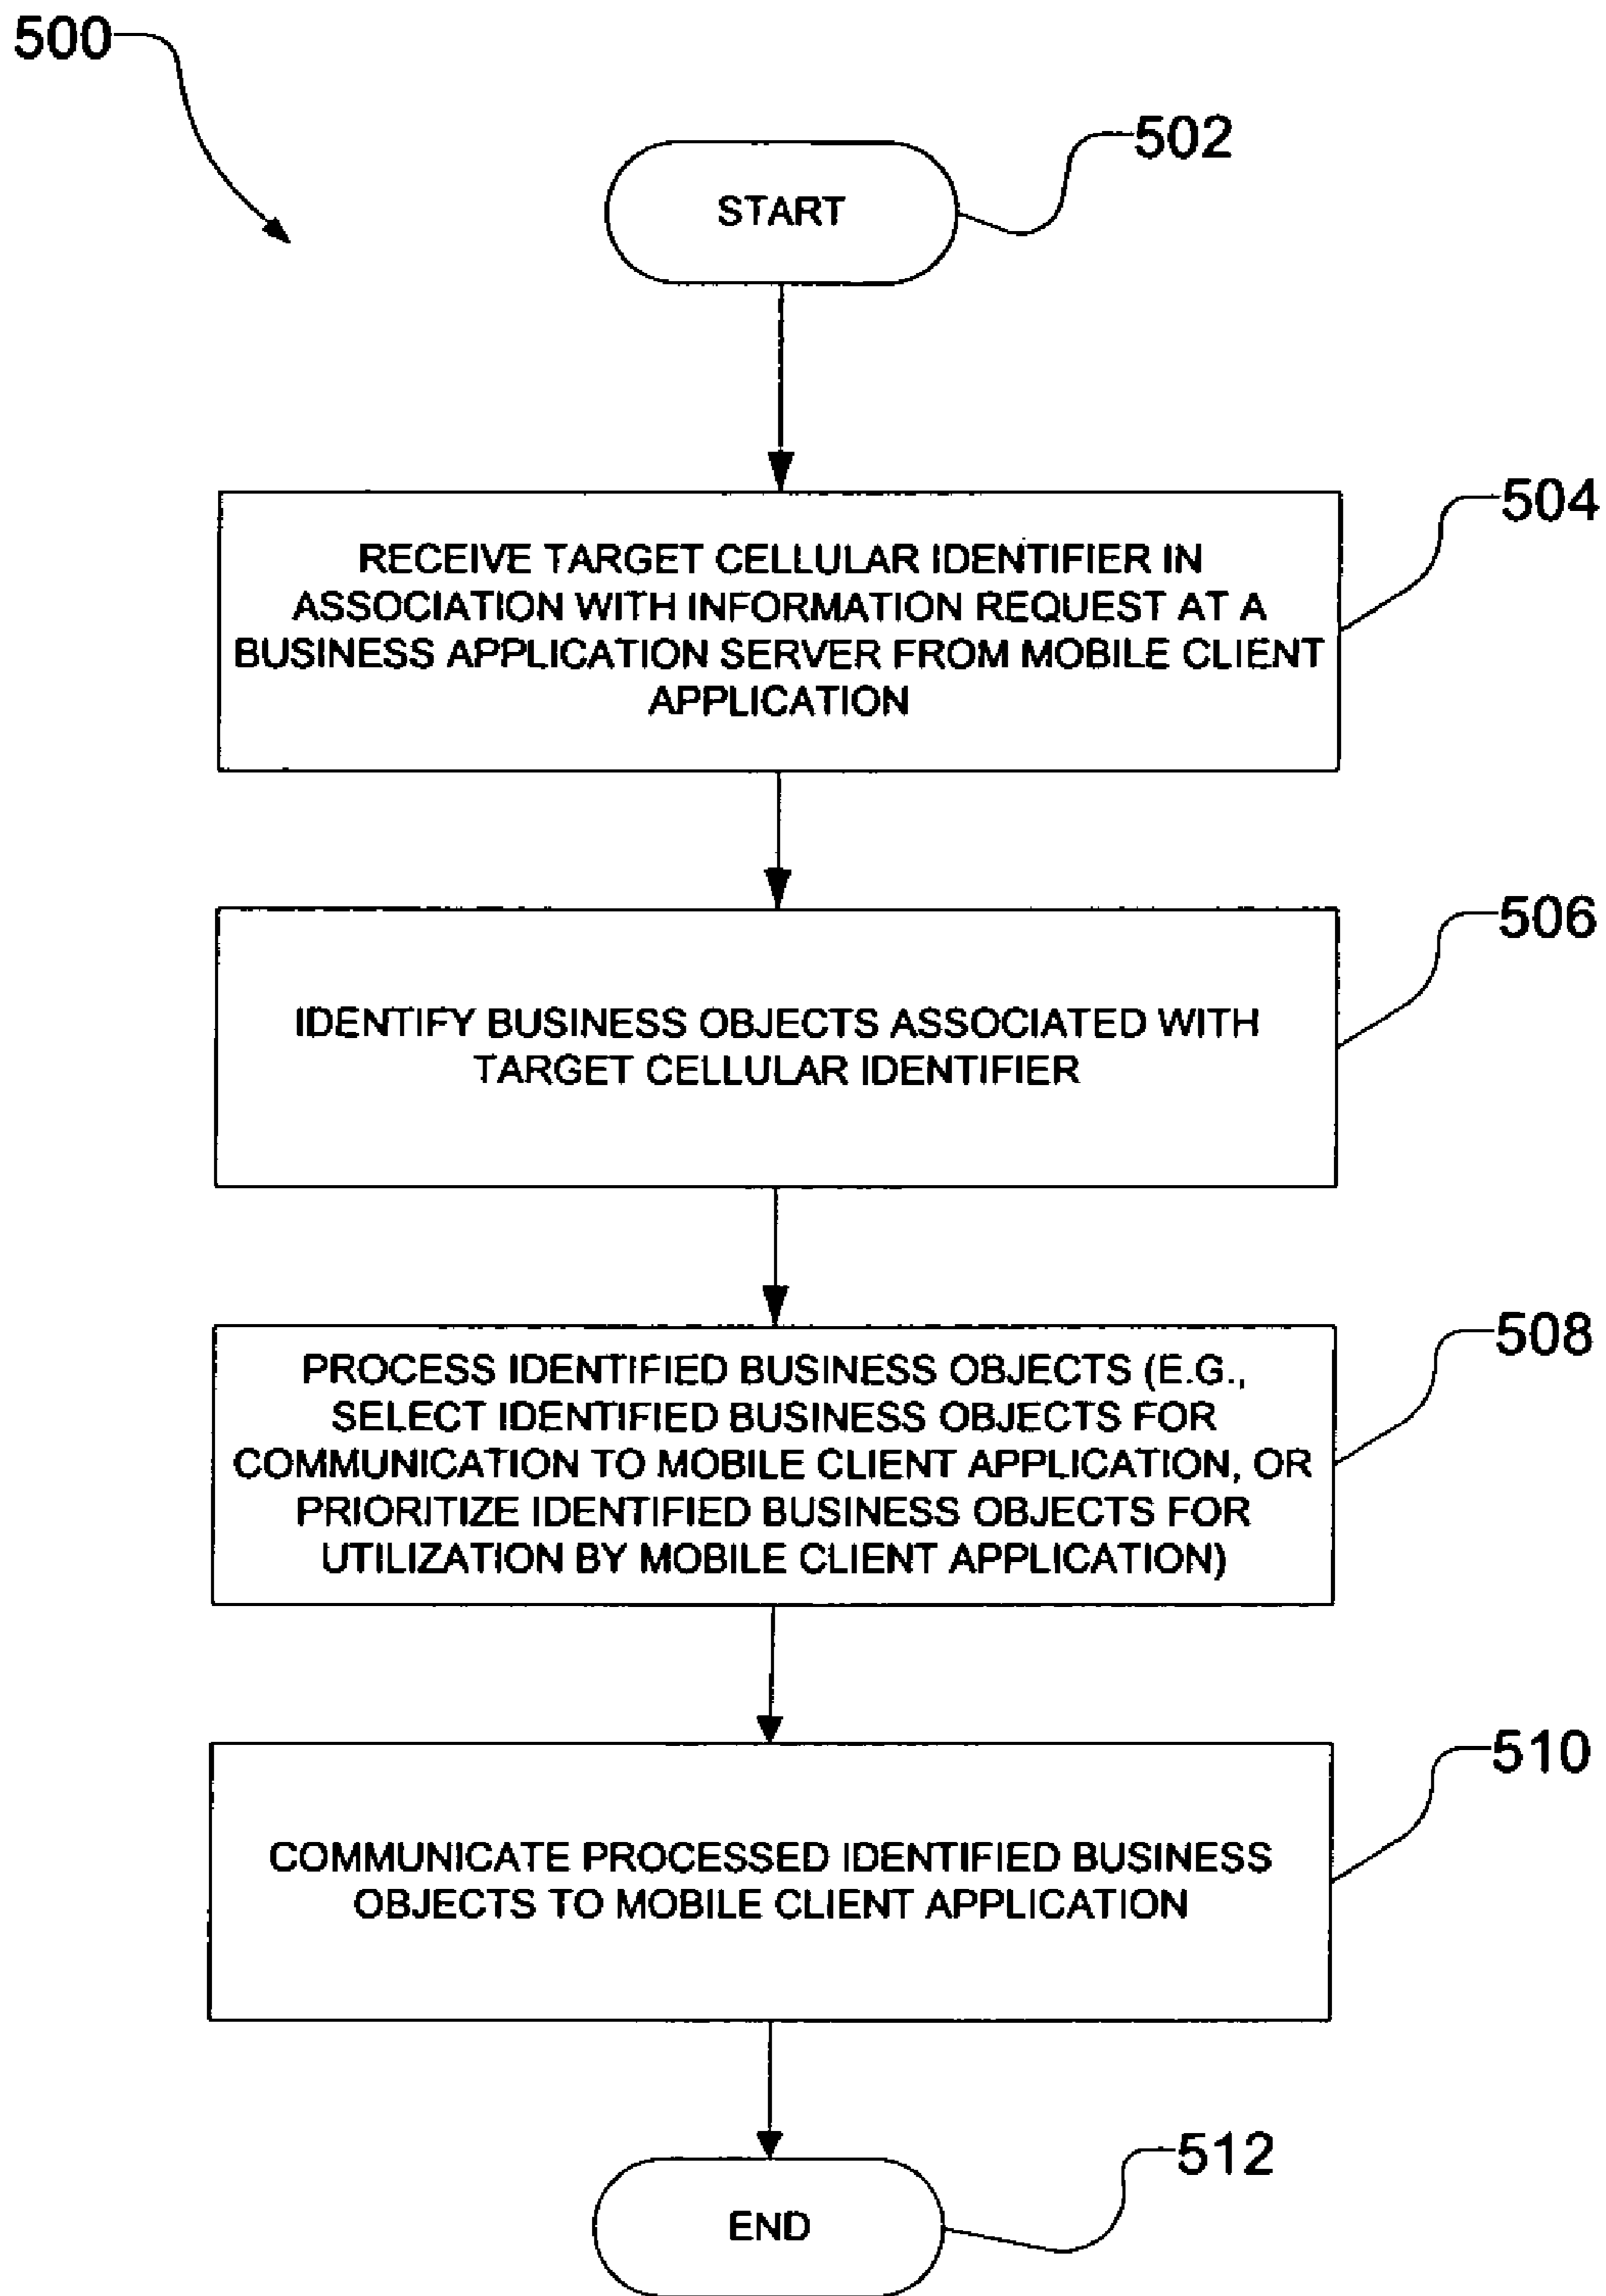 500
502
START
504
RECEIVE TARGET CELLULAR IDENTIFIER IN
ASSOCIATION WITH INFORMATION REQUEST AT A
BUSINESS APPLICATION SERVER FROM MOBILE CLIENT
APPLICATION
506
IDENTIFY BUSINESS OBJECTS ASSOCIATED WITH
TARGET CELLULAR IDENTIFIER
508
PROCESS IDENTIFIED BUSINESS OBJECTS (E.G.,
SELECT IDENTIFIED BUSINESS OBJECTS FOR
COMMUNICATION TO MOBILE CLIENT APPLICATION, OR
PRIORITIZE IDENTIFIED BUSINESS OBJECTS FOR
UTILIZATION BY MOBILE CLIENT APPLICATION)
510
COMMUNICATE PROCESSED IDENTIFIED BUSINESS
OBJECTS TO MOBILE CLIENT APPLICATION
512
END